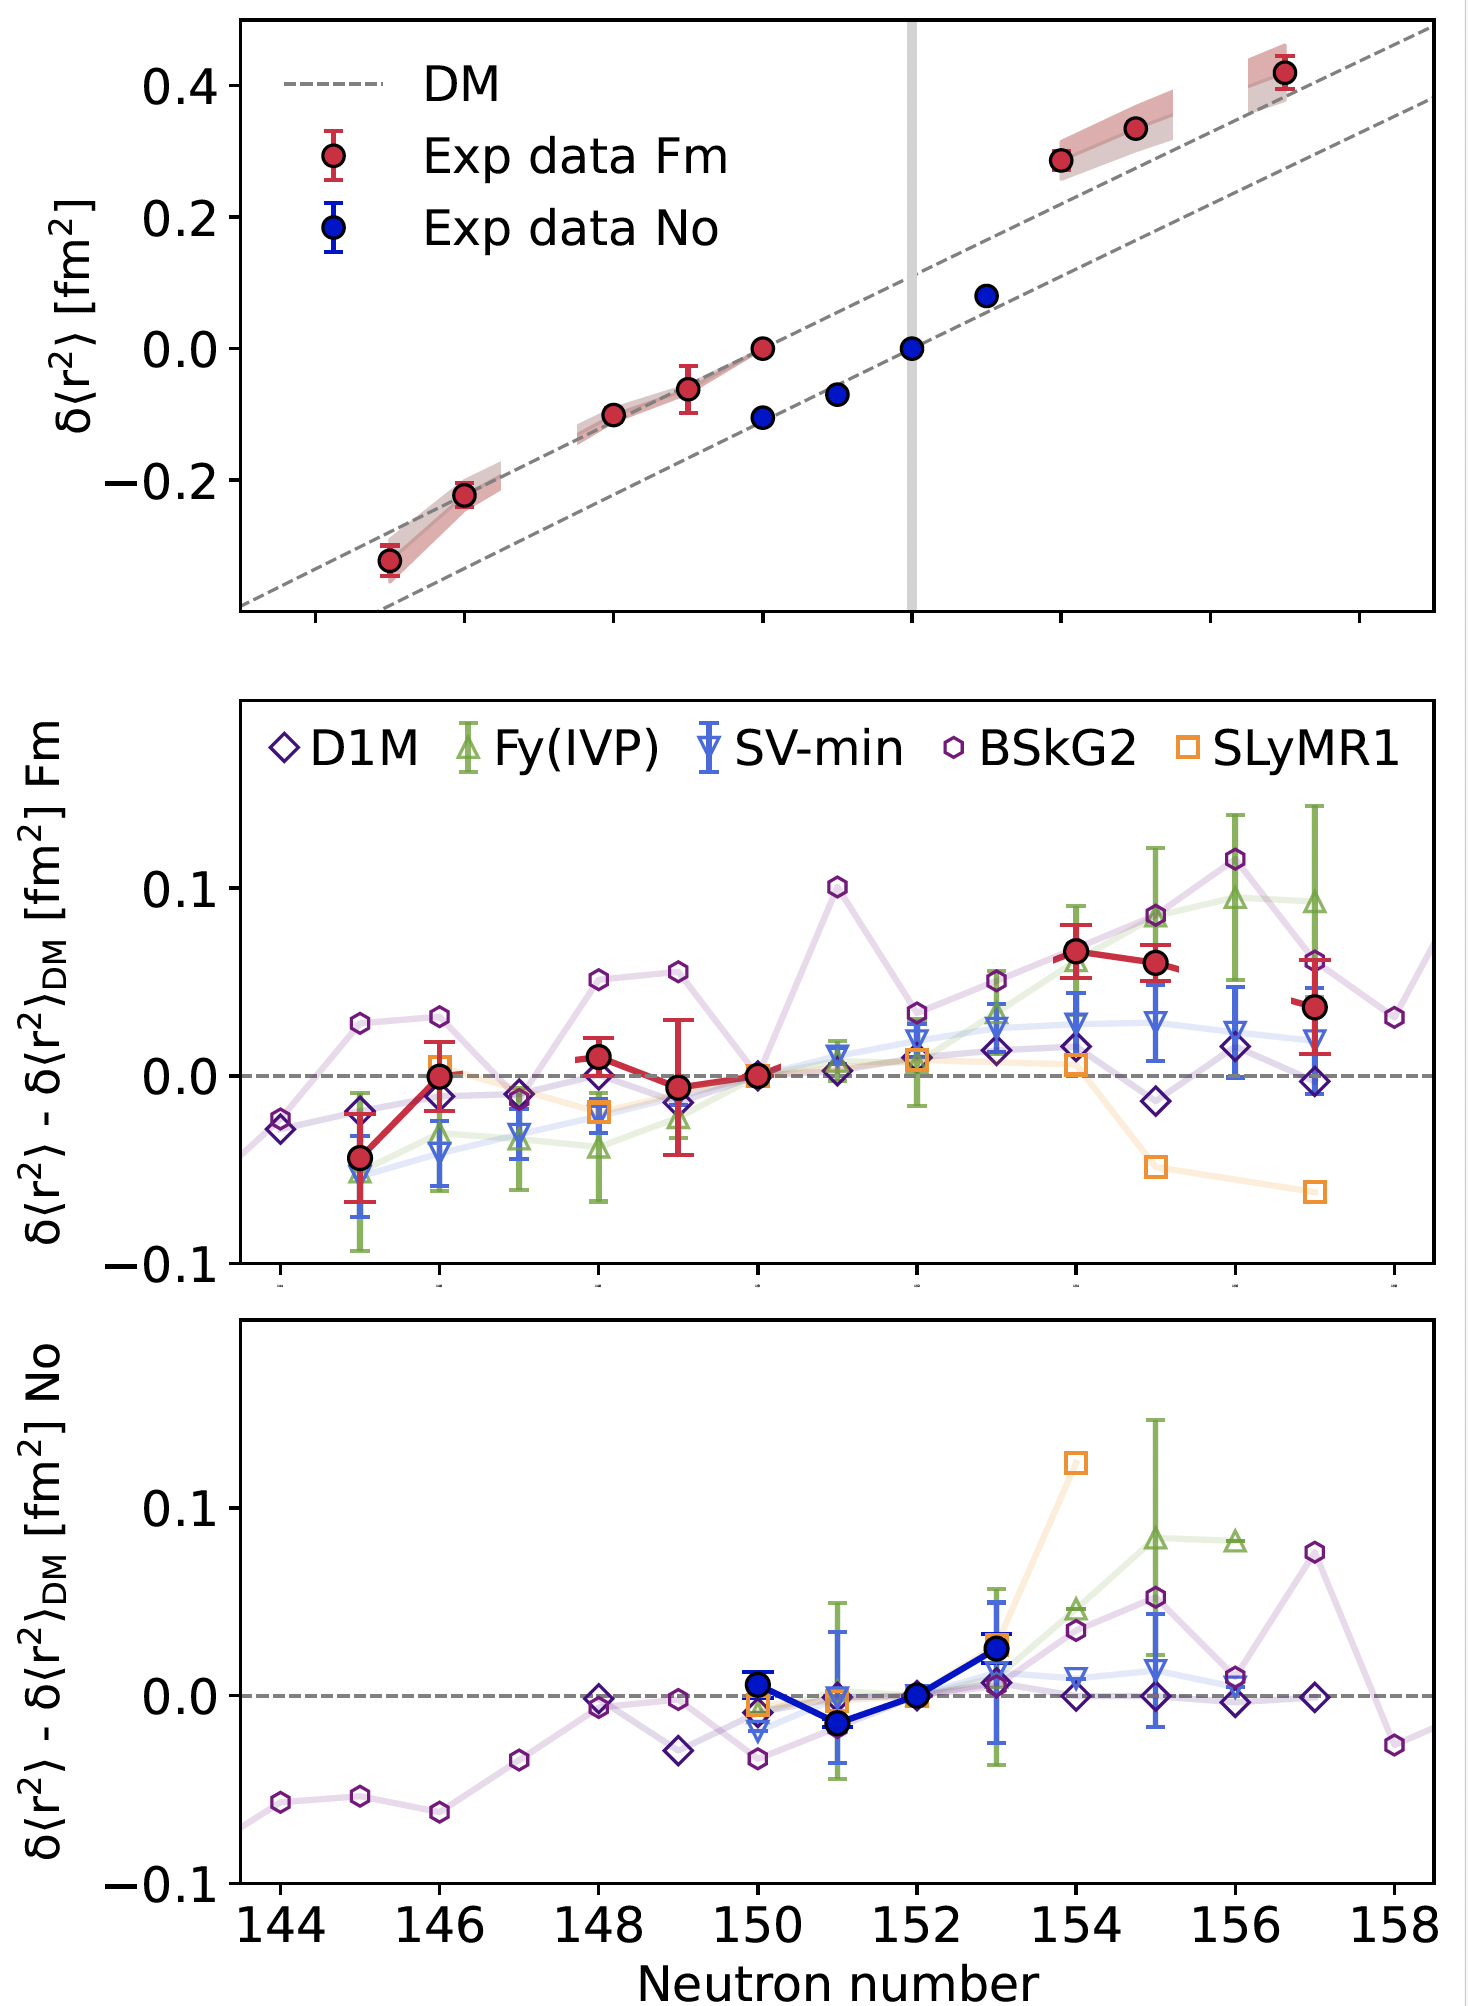 DM
Exp data Fm
Exp data No
δ⟨r²⟩ [fm²]
0.4
0.2
0.0
−0.2
D1M Fy(IVP) SV-min BSkG2 SLyMR1
δ⟨r²⟩ - δ⟨r²⟩DM [fm²] Fm
0.1
0.0
−0.1
δ⟨r²⟩ - δ⟨r²⟩DM [fm²] No
0.1
0.0
−0.1
144 146 148 150 152 154 156 158
Neutron number